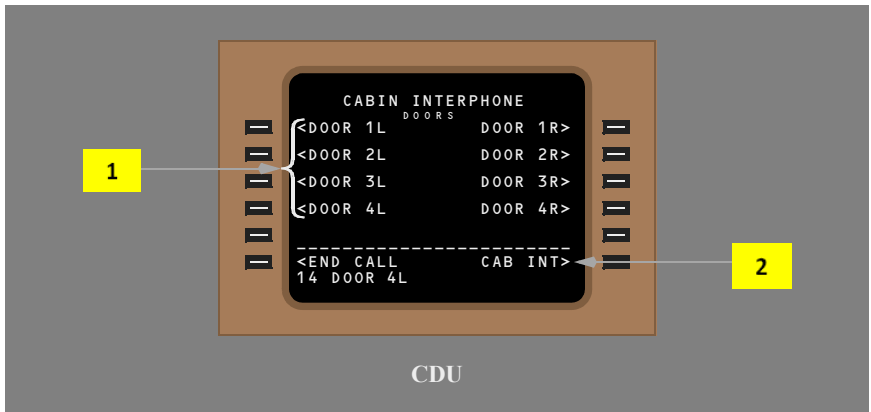 CABIN INTERPHONE
DOORS
<DOOR 1L DOOR 1R>
<DOOR 2L DOOR 2R>
1
<DOOR 3L DOOR 3R>
<DOOR 4L DOOR 4R>
------------------------
<END CALL CAB INT>
2
14 DOOR 4L
CDU